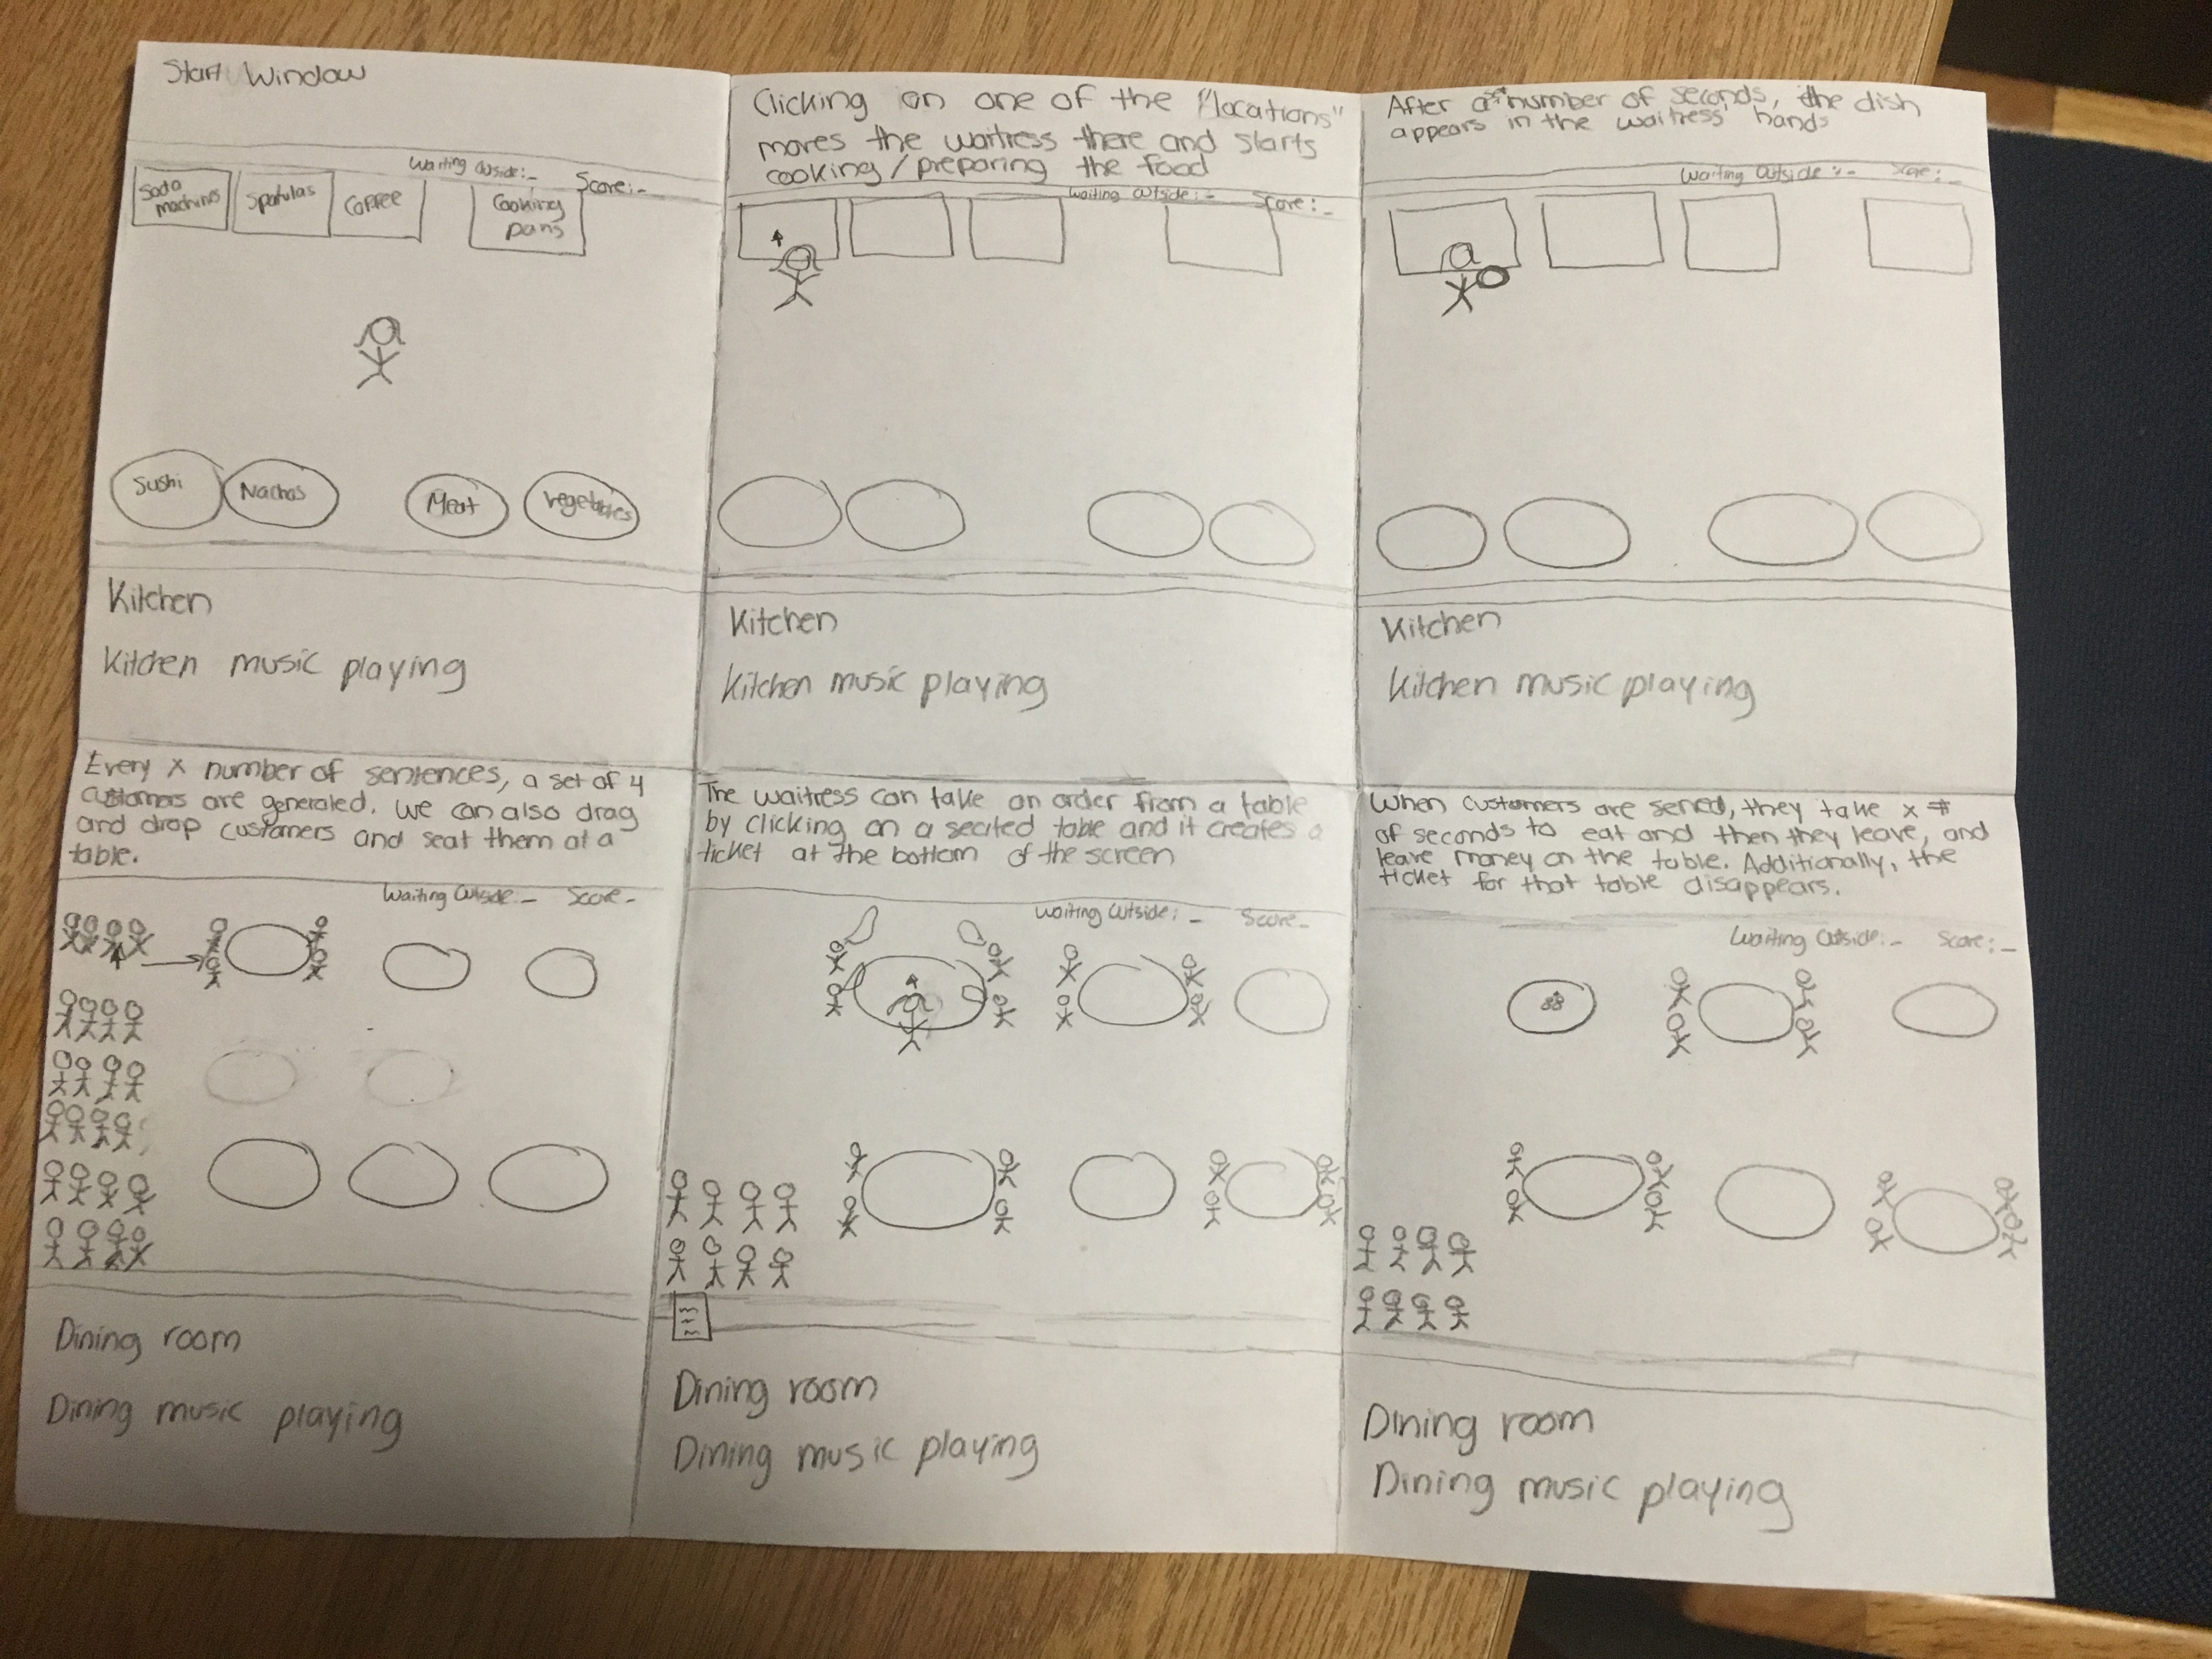 Start Window
Waiting Outside:_
Score:_
Soda
machines
Spatulas
Coffee
Cooking
pans
Sushi
Nachos
Meat
Vegetables
Kitchen
Kitchen music playing
Clicking on one of the "locations"
moves the waitress there and starts
cooking/preparing the food
Waiting Outside:_
Score:_
Kitchen
Kitchen music playing
After a number of seconds, the dish
appears in the waitress' hands
Waiting Outside:_
Score:_
Kitchen
Kitchen music playing
Every x number of sentences, a set of 4
customers are generated. We can also drag
and drop customers and seat them at a
table.
Waiting Outside:_
Score_
Dining room
Dining music playing
The waitress can take an order from a table
by clicking on a seated table and it creates a
ticket at the bottom of the screen
Waiting Outside:_
Score_
Dining room
Dining music playing
When customers are served, they take x #
of seconds to eat and then they leave, and
leave money on the table. Additionally, the
ticket for that table disappears.
Waiting Outside:_
Score:_
Dining room
Dining music playing